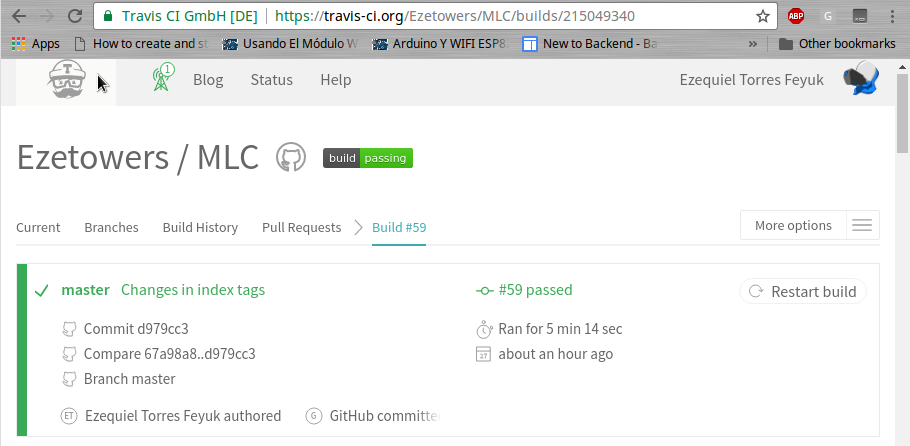 Travis CI GmbH [DE] https://travis-ci.org/Ezetowers/MLC/builds/215049340 ABP G
Apps How to create and st Usando El Módulo W Arduino Y WIFI ESP8 New to Backend - Ba » Other bookmarks
1 Blog Status Help Ezequiel Torres Feyuk
Ezetowers / MLC build passing
Current Branches Build History Pull Requests Build #59 More options
master Changes in index tags #59 passed Restart build
Commit d979cc3 Ran for 5 min 14 sec
Compare 67a98a8..d979cc3 27 about an hour ago
Branch master
ET Ezequiel Torres Feyuk authored G GitHub committe